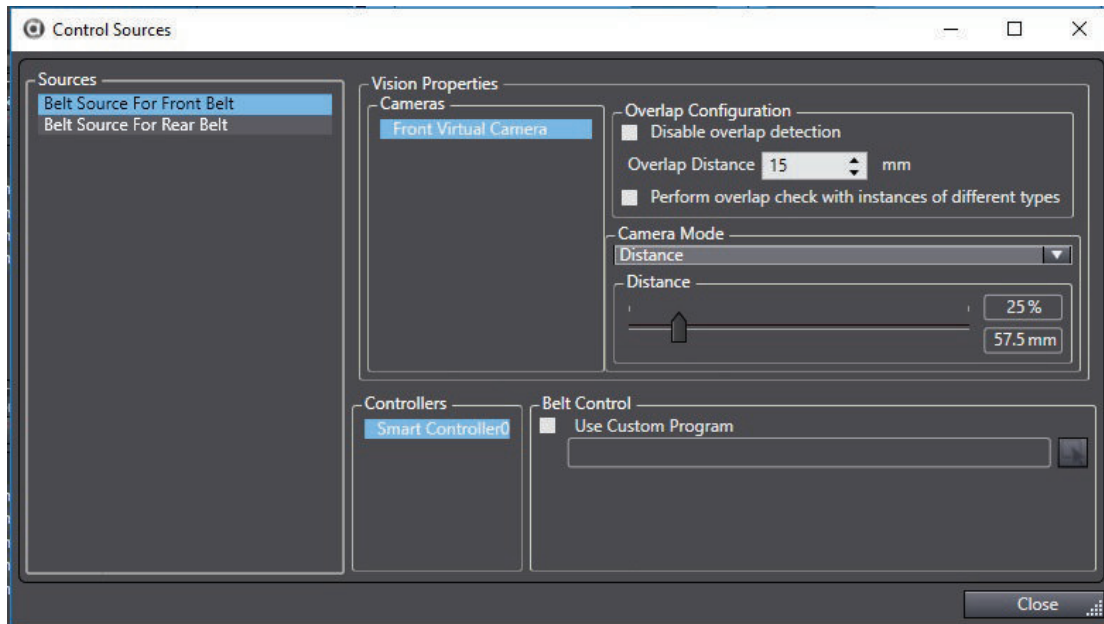 Control Sources
Sources
Belt Source For Front Belt
Belt Source For Rear Belt
Vision Properties
Cameras
Front Virtual Camera
Overlap Configuration
Disable overlap detection
Overlap Distance 15 mm
Perform overlap check with instances of different types
Camera Mode
Distance
Distance
25 %
57.5 mm
Controllers
Smart Controller0
Belt Control
Use Custom Program
Close